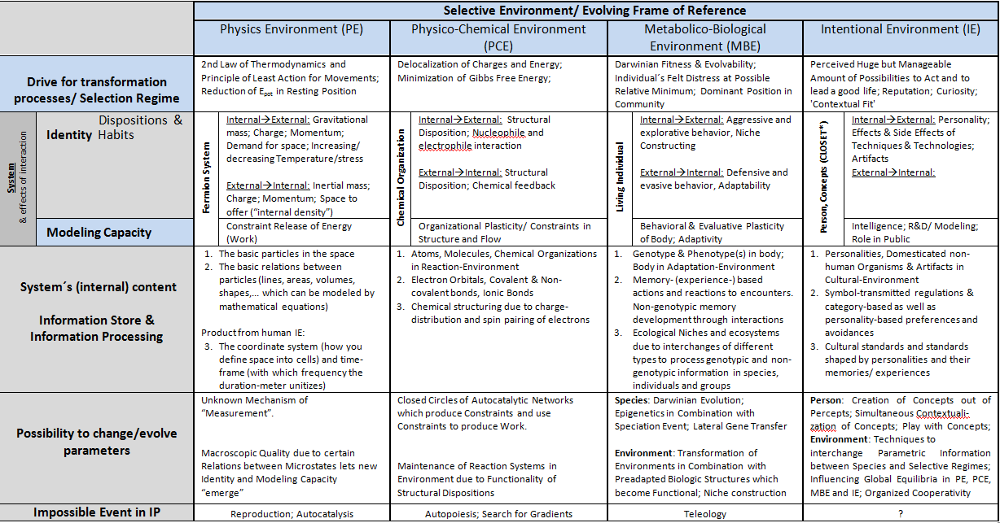 Selective Environment/ Evolving Frame of Reference
Physics Environment (PE)
Physico-Chemical Environment
(PCE)
Metabolico-Biological
Environment (MBE)
Intentional Environment (IE)
Drive for transformation
processes/ Selection Regime
2nd Law of Thermodynamics and
Principle of Least Action for Movements;
Reduction of Epot in Resting Position
Delocalization of Charges and Energy;
Minimization of Gibbs Free Energy;
Darwinian Fitness & Evolvability;
Individual´s Felt Distress at Possible
Relative Minimum; Dominant Position in
Community
Perceived Huge but Manageable
Amount of Possibilities to Act and to
lead a good life; Reputation; Curiosity;
'Contextual Fit'
System
& effects of interaction
Identity
Dispositions &
Habits
Fermion System
Internal→External: Gravitational
mass; Charge; Momentum;
Demand for space; Increasing/
decreasing Temperature/stress
External→Internal: Inertial mass;
Charge; Momentum; Space to
offer (“internal density”)
Chemical Organization
Internal→External: Structural
Disposition; Nucleophile and
electrophile interaction
External→Internal: Structural
Disposition; Chemical feedback
Living Individual
Internal→External: Aggressive and
explorative behavior, Niche
Constructing
External→Internal: Defensive and
evasive behavior, Adaptability
Person, Concepts (CLOSET*)
Internal→External: Personality;
Effects & Side Effects of
Techniques & Technologies;
Artifacts
External→Internal:
Modeling Capacity
Constraint Release of Energy
(Work)
Organizational Plasticity/ Constraints in
Structure and Flow
Behavioral & Evaluative Plasticity
of Body; Adaptivity
Intelligence; R&D/ Modeling;
Role in Public
System´s (internal) content
Information Store &
Information Processing
1. The basic particles in the space
2. The basic relations between
particles (lines, areas, volumes,
shapes,... which can be modeled by
mathematical equations)
Product from human IE:
3. The coordinate system (how you
define space into cells) and time-
frame (with which frequency the
duration-meter unitizes)
1. Atoms, Molecules, Chemical Organizations
in Reaction-Environment
2. Electron Orbitals, Covalent & Non-
covalent bonds, Ionic Bonds
3. Chemical structuring due to charge-
distribution and spin pairing of electrons
1. Genotype & Phenotype(s) in body;
Body in Adaptation-Environment
2. Memory- (experience-) based
actions and reactions to encounters.
Non-genotypic memory
development through interactions
3. Ecological Niches and ecosystems
due to interchanges of different
types to process genotypic and non-
genotypic information in species,
individuals and groups
1. Personalities, Domesticated non-
human Organisms & Artifacts in
Cultural-Environment
2. Symbol-transmitted regulations &
category-based as well as
personality-based preferences and
avoidances
3. Cultural standards and standards
shaped by personalities and their
memories/ experiences
Possibility to change/evolve
parameters
Unknown Mechanism of
“Measurement”.
Macroscopic Quality due to certain
Relations between Microstates lets new
Identity and Modeling Capacity
“emerge”
Closed Circles of Autocatalytic Networks
which produce Constraints and use
Constraints to produce Work.
Maintenance of Reaction Systems in
Environment due to Functionality of
Structural Dispositions
Species: Darwinian Evolution;
Epigenetics in Combination with
Speciation Event; Lateral Gene Transfer
Environment: Transformation of
Environments in Combination with
Preadapted Biologic Structures which
become Functional; Niche construction
Person: Creation of Concepts out of
Percepts; Simultaneous Contextuali-
zation of Concepts; Play with Concepts;
Environment: Techniques to
interchange Parametric Information
between Species and Selective Regimes;
Influencing Global Equilibria in PE, PCE,
MBE and IE; Organized Cooperativity
Impossible Event in IP
Reproduction; Autocatalysis
Autopoiesis; Search for Gradients
Teleology
?